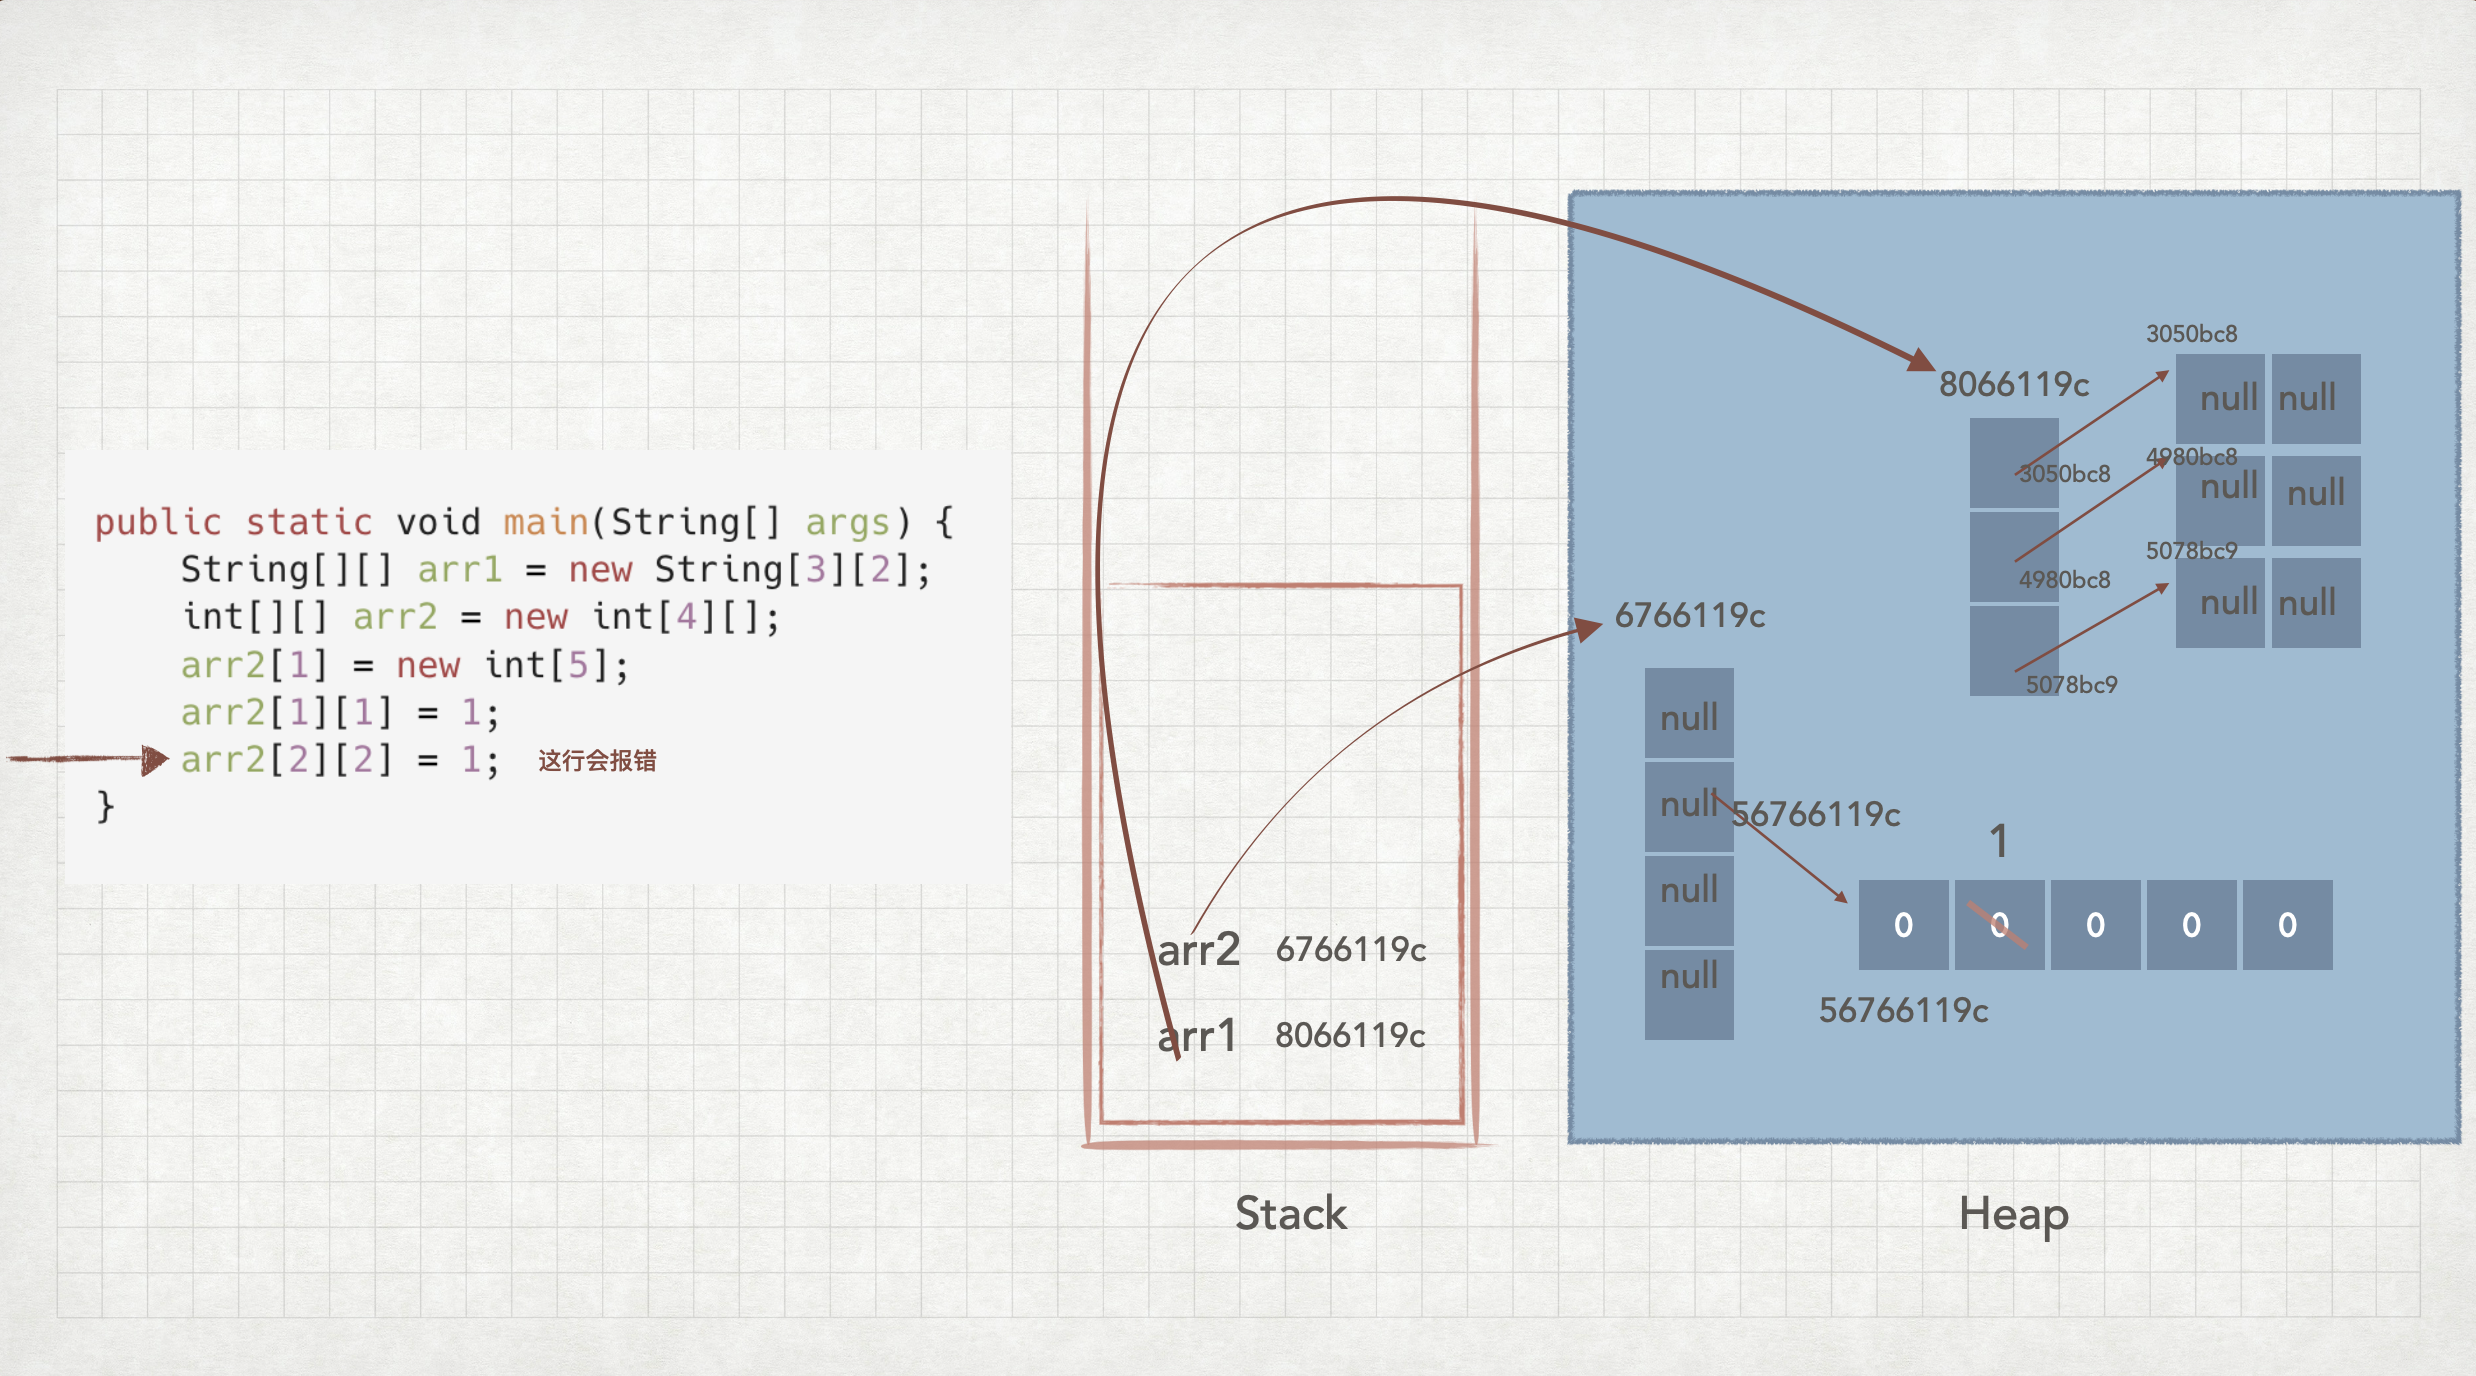 public static void main(String[] args) {
String[][] arr1 = new String[3][2];
int[][] arr2 = new int[4][];
arr2[1] = new int[5];
arr2[1][1] = 1;
arr2[2][2] = 1; 这行会报错
}
arr2 6766119c
arr1 8066119c
Stack
3050bc8
8066119c
null null
3050bc8
4980bc8
null null
4980bc8
5078bc9
null null
5078bc9
6766119c
null
null 56766119c
null
null
1
0 0 0 0 0
56766119c
Heap